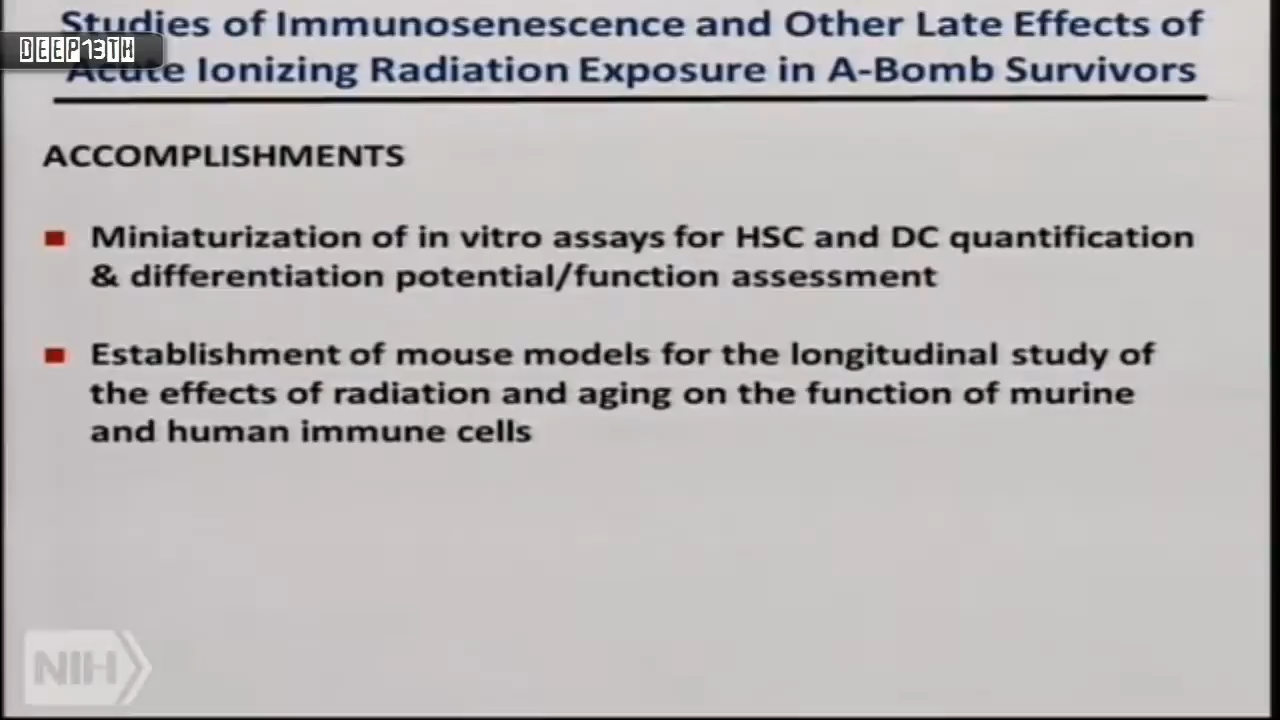 Studies of Immunosenescence and Other Late Effects of
DEEP13TH
Acute Ionizing Radiation Exposure in A-Bomb Survivors
ACCOMPLISHMENTS
Miniaturization of in vitro assays for HSC and DC quantification
& differentiation potential/function assessment
Establishment of mouse models for the longitudinal study of
the effects of radiation and aging on the function of murine
and human immune cells
NIH